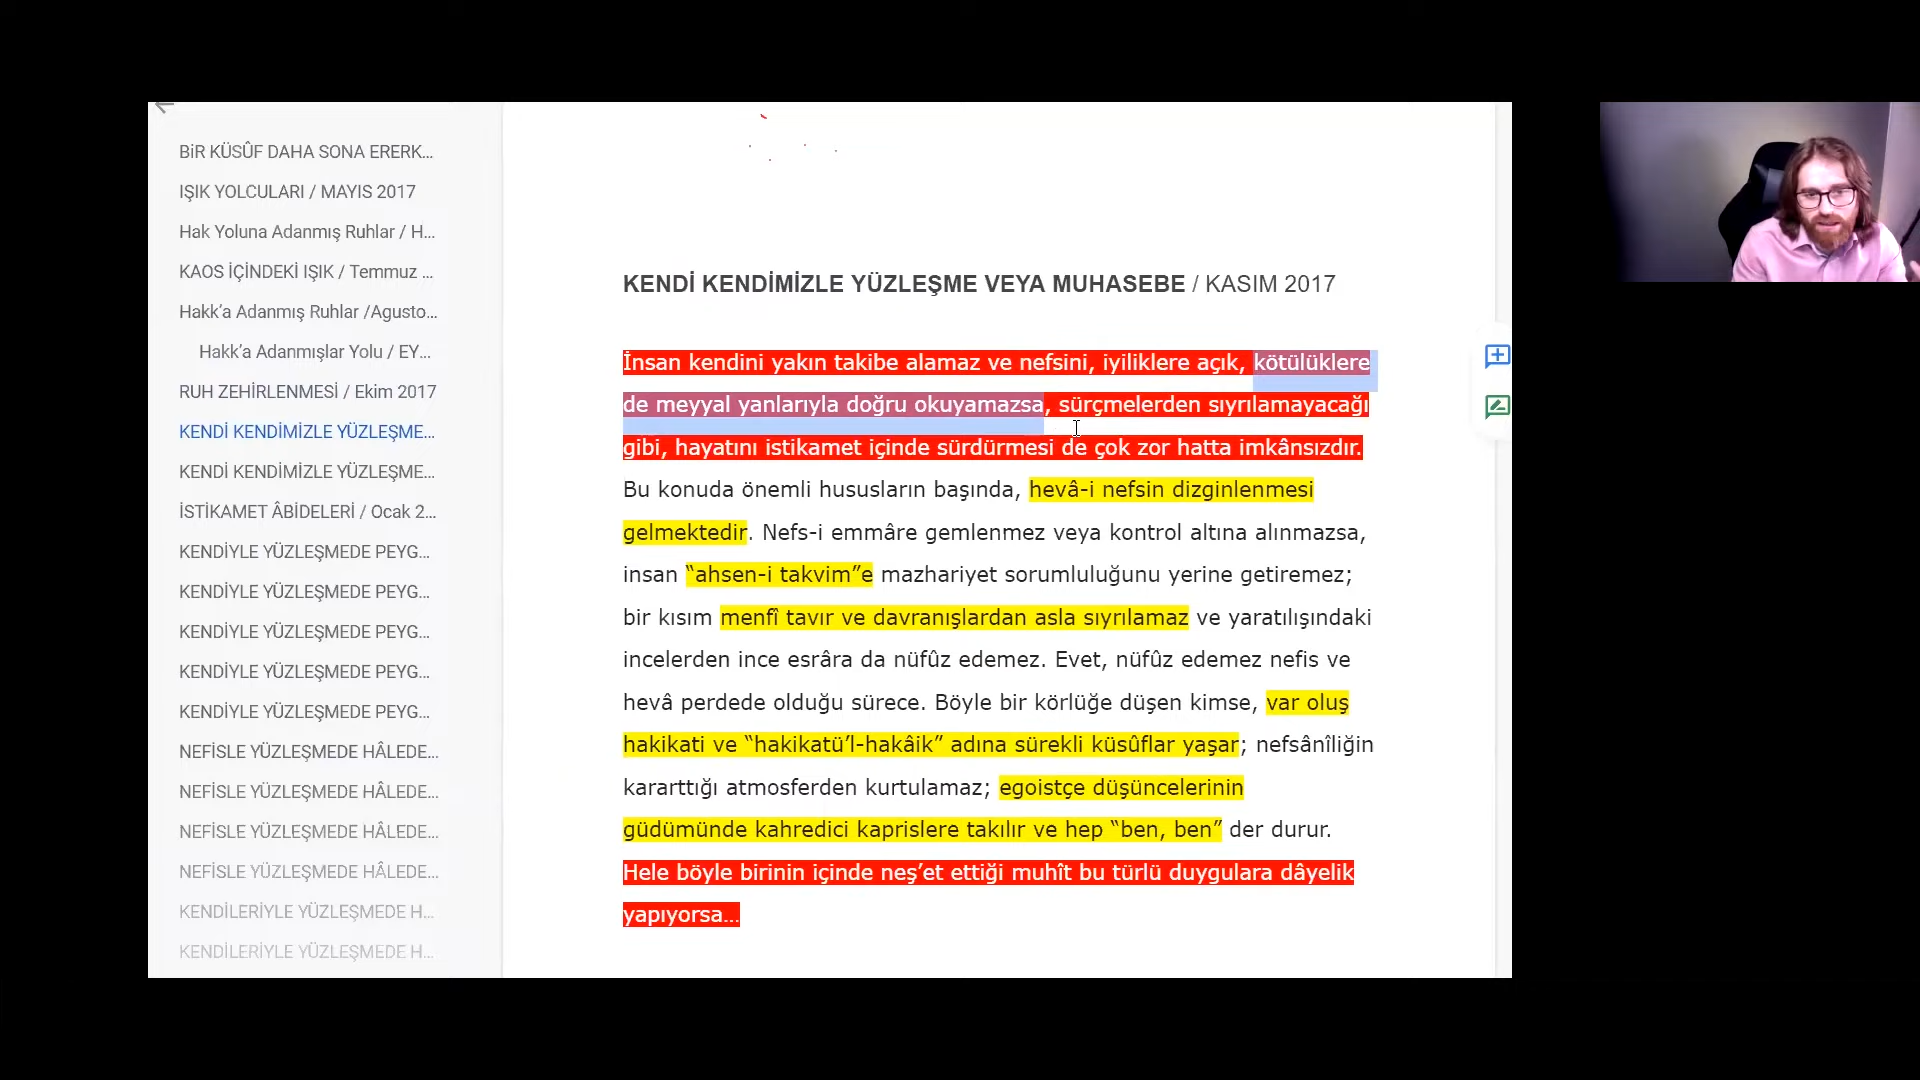 BiR KÜSÛF DAHA SONA ERERK...
IŞIK YOLCULARI / MAYIS 2017
Hak Yoluna Adanmış Ruhlar / H...
KAOS İÇİNDEKİ IŞIK / Temmuz ...
Hakk’a Adanmış Ruhlar /Agusto...
Hakk’a Adanmışlar Yolu / EY...
RUH ZEHİRLENMESİ / Ekim 2017
KENDİ KENDİMİZLE YÜZLEŞME...
KENDİ KENDİMİZLE YÜZLEŞME...
İSTİKAMET ÂBİDELERİ / Ocak 2...
KENDİYLE YÜZLEŞMEDE PEYG...
KENDİYLE YÜZLEŞMEDE PEYG...
KENDİYLE YÜZLEŞMEDE PEYG...
KENDİYLE YÜZLEŞMEDE PEYG...
KENDİYLE YÜZLEŞMEDE PEYG...
NEFİSLE YÜZLEŞMEDE HÂLEDE...
NEFİSLE YÜZLEŞMEDE HÂLEDE...
NEFİSLE YÜZLEŞMEDE HÂLEDE...
NEFİSLE YÜZLEŞMEDE HÂLEDE...
KENDİLERİYLE YÜZLEŞMEDE H...
KENDİLERİYLE YÜZLEŞMEDE H...
KENDİ KENDİMİZLE YÜZLEŞME VEYA MUHASEBE / KASIM 2017
İnsan kendini yakın takibe alamaz ve nefsini, iyiliklere açık, kötülüklere
de meyyal yanlarıyla doğru okuyamazsa, sürçmelerden sıyrılamayacağı
gibi, hayatını istikamet içinde sürdürmesi de çok zor hatta imkânsızdır.
Bu konuda önemli hususların başında, hevâ-i nefsin dizginlenmesi
gelmektedir. Nefs-i emmâre gemlenmez veya kontrol altına alınmazsa,
insan “ahsen-i takvim”e mazhariyet sorumluluğunu yerine getiremez;
bir kısım menfî tavır ve davranışlardan asla sıyrılamaz ve yaratılışındaki
incelerden ince esrâra da nüfûz edemez. Evet, nüfûz edemez nefis ve
hevâ perdede olduğu sürece. Böyle bir körlüğe düşen kimse, var oluş
hakikati ve “hakikatü’l-hakâik” adına sürekli küsûflar yaşar; nefsânîliğin
kararttığı atmosferden kurtulamaz; egoistçe düşüncelerinin
güdümünde kahredici kaprislere takılır ve hep “ben, ben” der durur.
Hele böyle birinin içinde neş’et ettiği muhît bu türlü duygulara dâyelik
yapıyorsa...